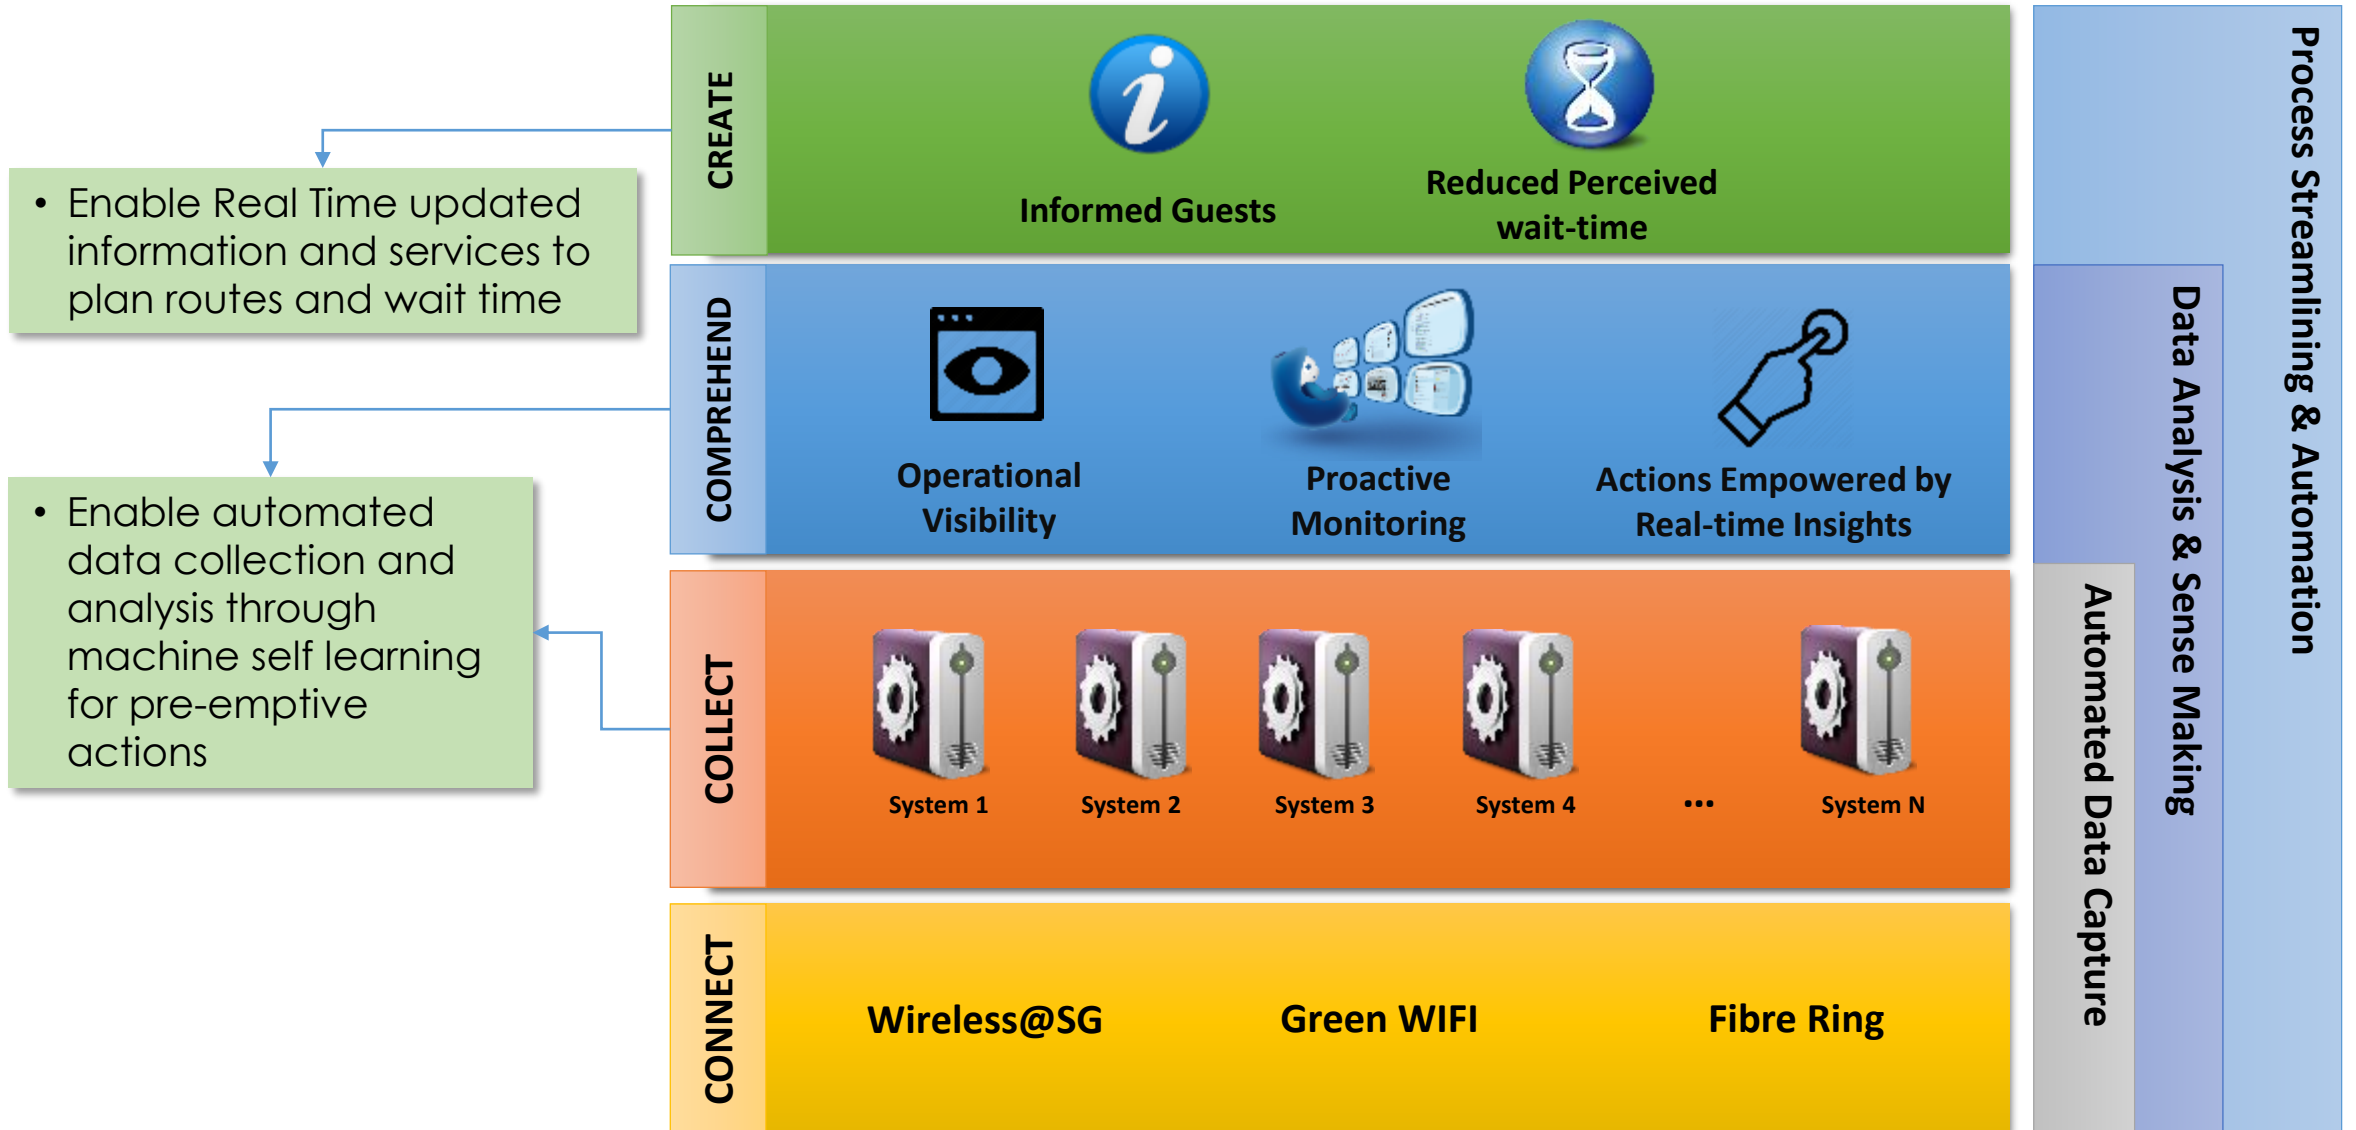 CREATE
Informed Guests
Reduced Perceived
wait-time
• Enable Real Time updated
information and services to
plan routes and wait time
COMPREHEND
Operational
Visibility
Proactive
Monitoring
Actions Empowered by
Real-time Insights
• Enable automated
data collection and
analysis through
machine self learning
for pre-emptive
actions
COLLECT
System 1
System 2
System 3
System 4
...
System N
CONNECT
Wireless@SG
Green WIFI
Fibre Ring
Automated Data Capture
Data Analysis & Sense Making
Process Streamlining & Automation